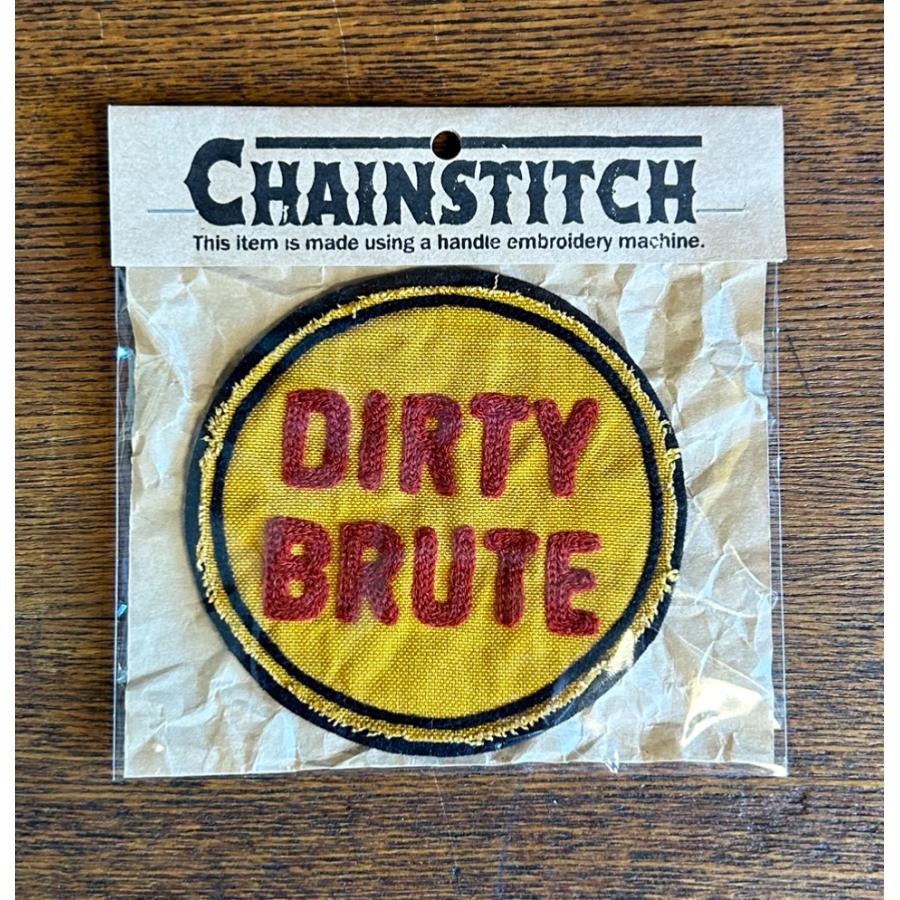 CHAINSTITCH
This item is made using a handle embroidery machine.
DIRTY
BRUTE